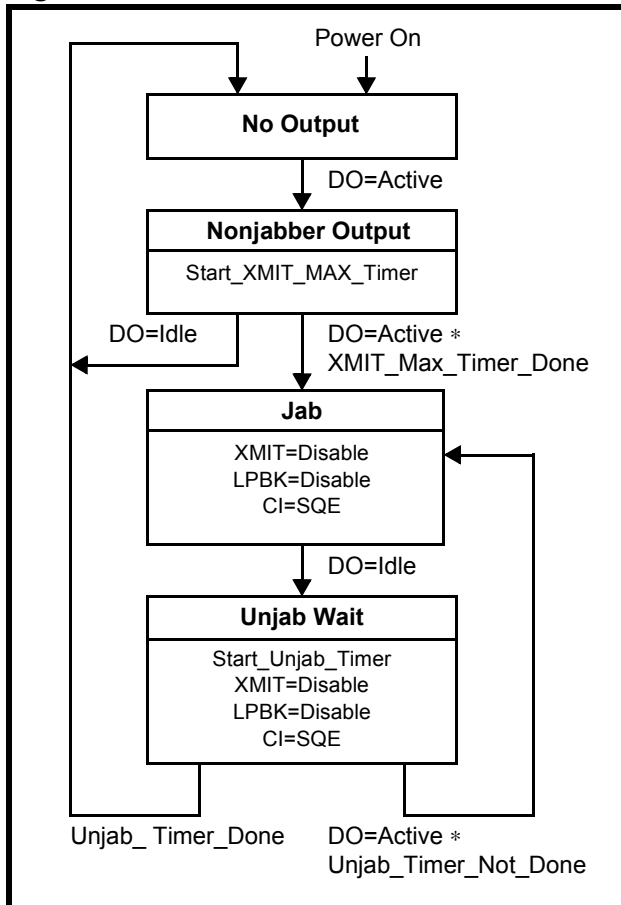 Power On
No Output
DO=Active
Nonjabber Output
Start_XMIT_MAX_Timer
DO=Idle
DO=Active *
XMIT_Max_Timer_Done
Jab
XMIT=Disable
LPBK=Disable
CI=SQE
DO=Idle
Unjab Wait
Start_Unjab_Timer
XMIT=Disable
LPBK=Disable
CI=SQE
Unjab_ Timer_Done
DO=Active *
Unjab_Timer_Not_Done